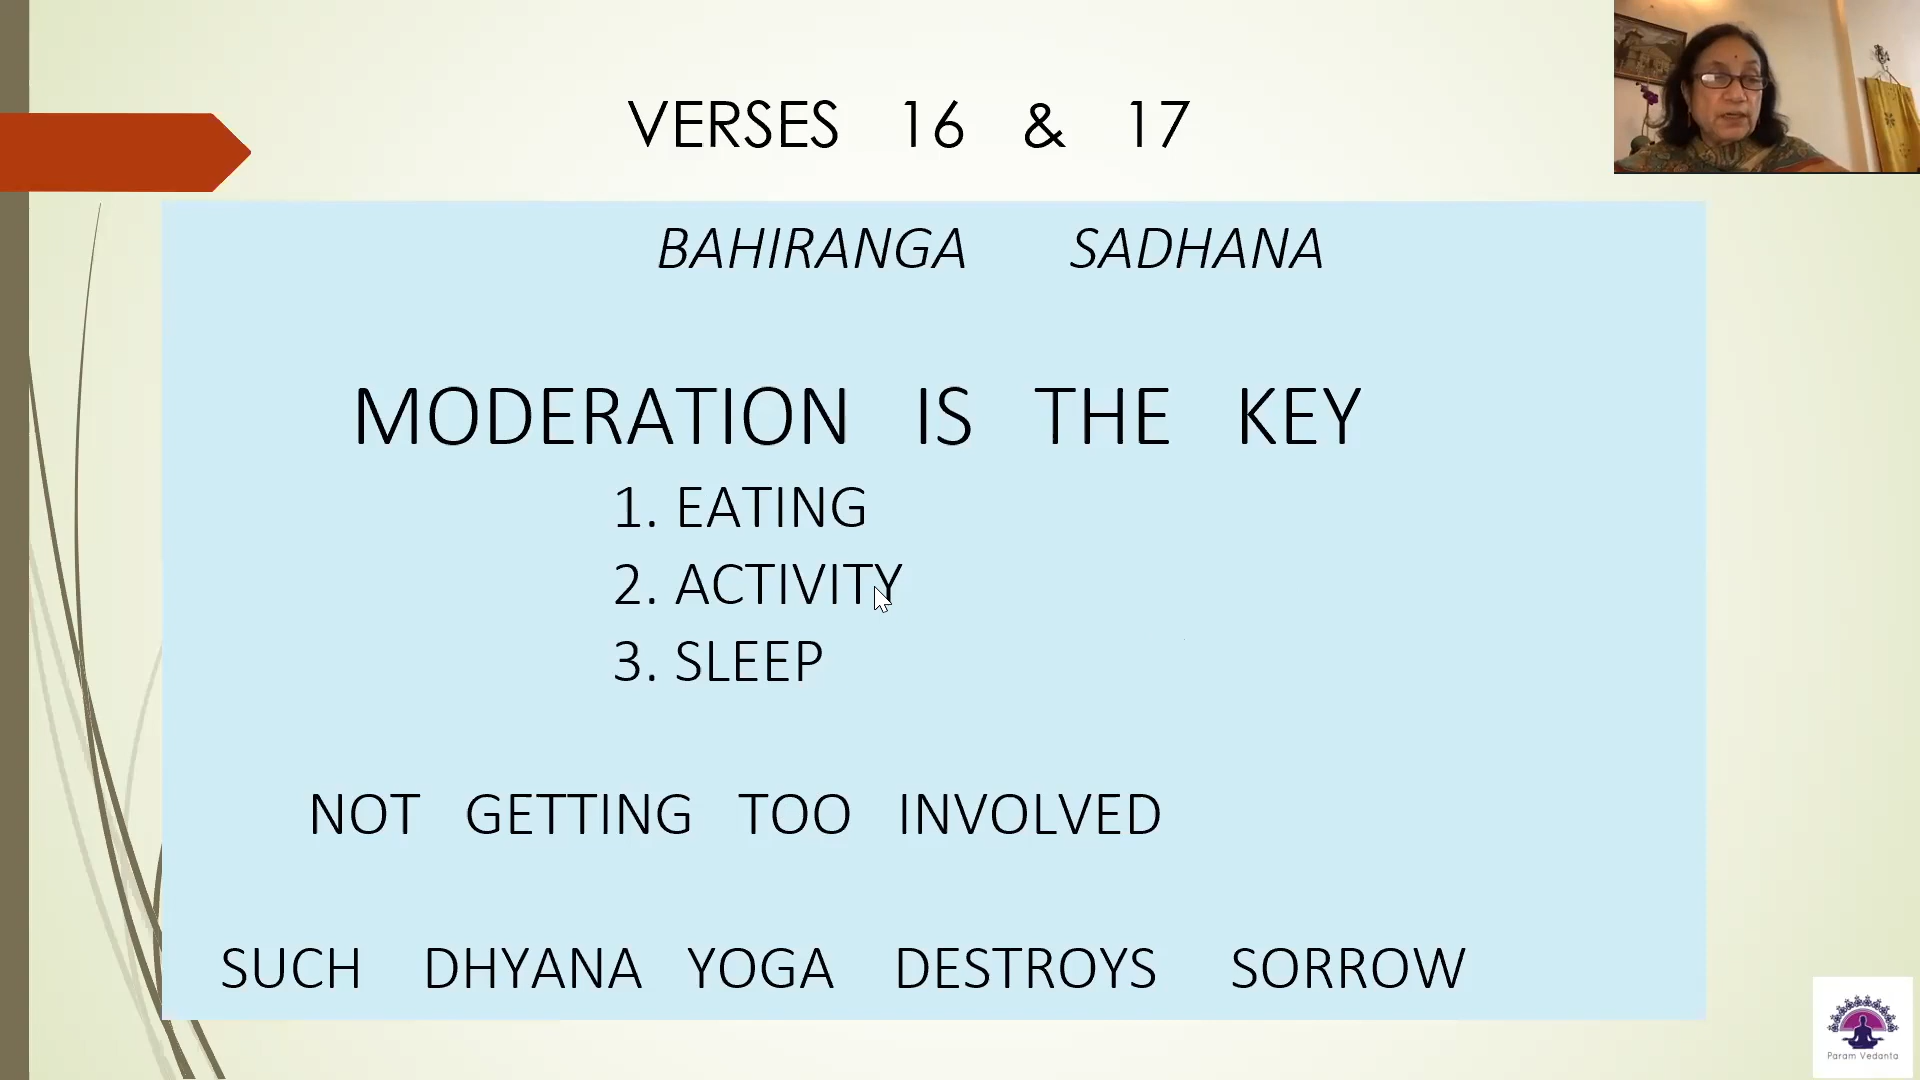 VERSES 16 & 17
BAHIRANGA SADHANA
MODERATION IS THE KEY
1. EATING
2. ACTIVITY
3. SLEEP
NOT GETTING TOO INVOLVED
SUCH DHYANA YOGA DESTROYS SORROW
Param Vedanta